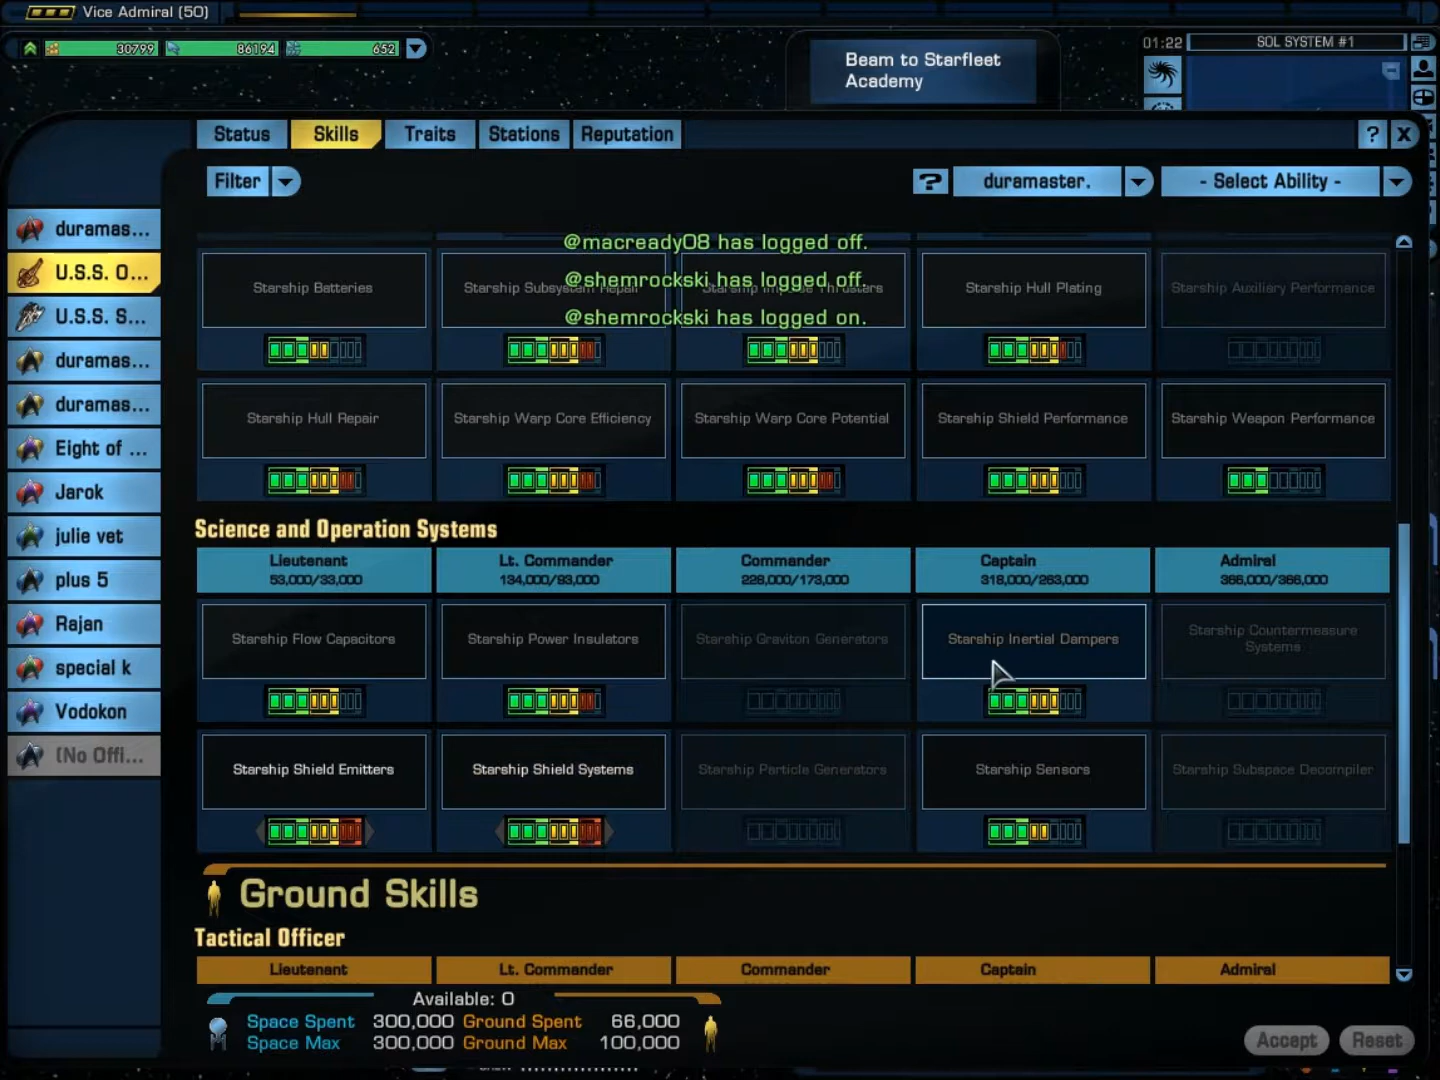 Vice Admiral (50)
30799
86194
652
Beam to Starfleet
Academy
01:22
SOL SYSTEM #1
Status
Skills
Traits
Stations
Reputation
?
X
Filter
?
duramaster.
- Select Ability -
duramas...
U.S.S. O...
U.S.S. S...
duramas...
duramas...
Eight of ...
Jarok
julie vet
plus 5
Rajan
special k
Vodokon
(No Offi...
@macready08 has logged off.
@shemrockski has logged off.
@shemrockski has logged on.
Starship Batteries
Starship Subsystem Repair
Starship Impulse Thrusters
Starship Hull Plating
Starship Auxiliary Performance
Starship Hull Repair
Starship Warp Core Efficiency
Starship Warp Core Potential
Starship Shield Performance
Starship Weapon Performance
Science and Operation Systems
Lieutenant
53,000/33,000
Lt. Commander
134,000/93,000
Commander
228,000/173,000
Captain
318,000/263,000
Admiral
366,000/366,000
Starship Flow Capacitors
Starship Power Insulators
Starship Graviton Generators
Starship Inertial Dampers
Starship Countermeasure
Systems
Starship Shield Emitters
Starship Shield Systems
Starship Particle Generators
Starship Sensors
Starship Subspace Decompiler
Ground Skills
Tactical Officer
Lieutenant
Lt. Commander
Commander
Captain
Admiral
Available: 0
Space Spent 300,000 Ground Spent 66,000
Space Max 300,000 Ground Max 100,000
Accept
Reset